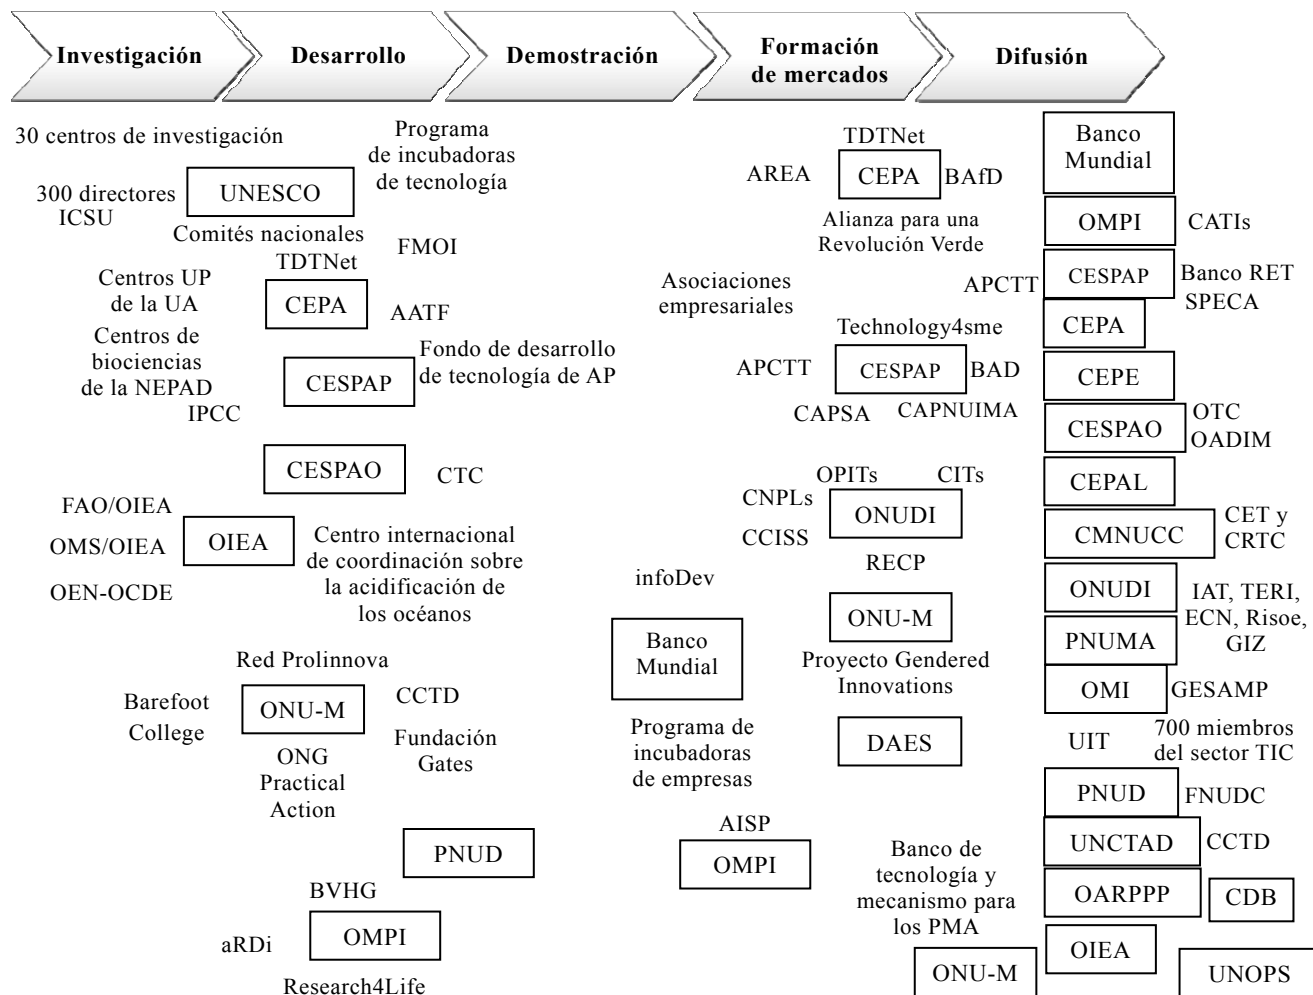 Investigación
Desarrollo
Demostración
Formación
de mercados
Difusión
30 centros de investigación
Programa
de incubadoras
de tecnología
300 directores
ICSU
UNESCO
Comités nacionales
TDTNet
FMOI
Centros UP
de la UA
CEPA
AATF
Centros de
biociencias
de la NEPAD
CESPAP
Fondo de desarrollo
de tecnología de AP
IPCC
CESPAO
CTC
FAO/OIEA
OMS/OIEA
OIEA
OEN-OCDE
Centro internacional
de coordinación sobre
la acidificación de
los océanos
Red Prolinnova
Barefoot
College
ONU-M
CCTD
ONG
Practical
Action
Fundación
Gates
PNUD
BVHG
aRDi
OMPI
Research4Life
infoDev
Banco
Mundial
Programa de
incubadoras
de empresas
AISP
OMPI
TDTNet
AREA
CEPA
BAfD
Alianza para una
Revolución Verde
Asociaciones
empresariales
Technology4sme
APCTT
CESPAP
BAD
CAPSA
CAPNUIMA
OPITs
CITs
CNPLs
ONUDI
CCISS
RECP
ONU-M
Proyecto Gendered
Innovations
DAES
Banco de
tecnología y
mecanismo para
los PMA
ONU-M
Banco
Mundial
OMPI
CATIs
APCTT
CESPAP
Banco RET
SPECA
CEPA
CEPE
CESPAO
OTC
OADIM
CEPAL
CMNUCC
CET y
CRTC
ONUDI
IAT, TERI,
ECN, Risoe,
GIZ
PNUMA
OMI
GESAMP
UIT
700 miembros
del sector TIC
PNUD
FNUDC
UNCTAD
CCTD
OARPPP
CDB
OIEA
UNOPS